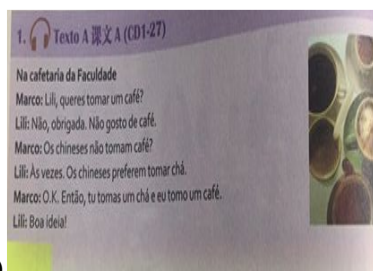 1. Texto A 课文 A (CD1-27)
Na cafetaria da Faculdade
Marco: Lili, queres tomar um café?
Lili: Não, obrigada. Não gosto de café.
Marco: Os chineses não tomam café?
Lili: Às vezes. Os chineses preferem tomar chá.
Marco: O.K. Então, tu tomas um chá e eu tomo um café.
Lili: Boa ideia!